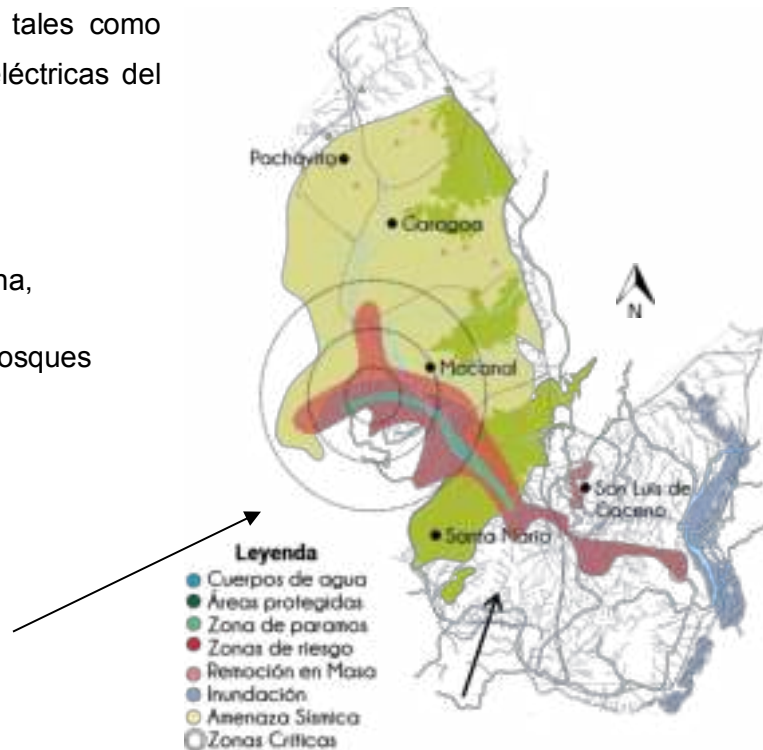 tales como
eléctricas del
na,
osques
Pachavita
Garagoa
Macanal
N
San Luis de
Gaceno
Santa María
Leyenda
Cuerpos de agua
Áreas protegidas
Zona de paramos
Zonas de riesgo
Remoción en Masa
Inundación
Amenaza Sísmica
Zonas Críticas